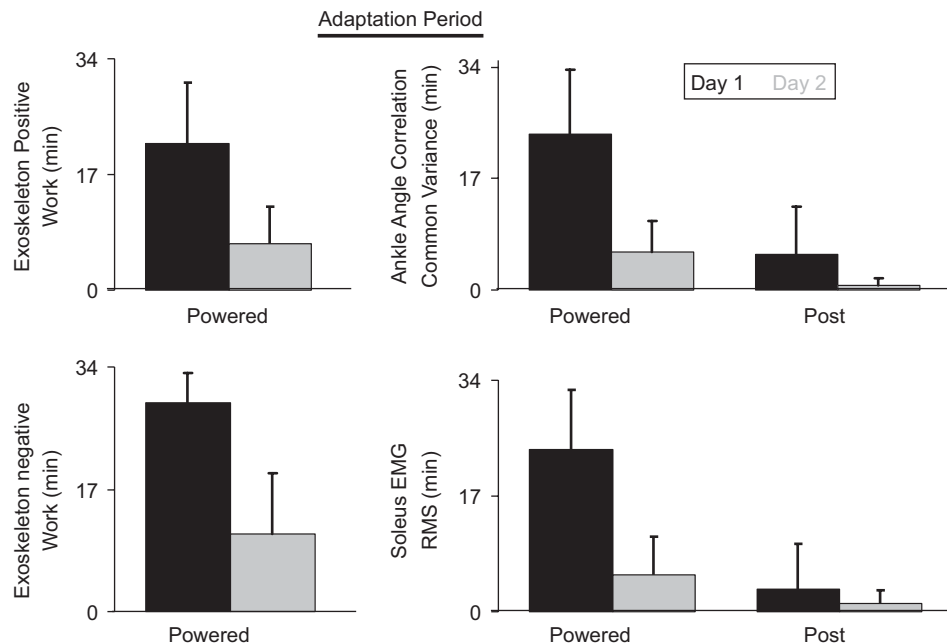 Adaptation Period
34
17
0
Exoskeleton Positive
Work (min)
Powered
34
17
0
Ankle Angle Correlation
Common Variance (min)
Day 1 Day 2
Powered Post
34
17
0
Exoskeleton negative
Work (min)
Powered
34
17
0
Soleus EMG
RMS (min)
Powered Post